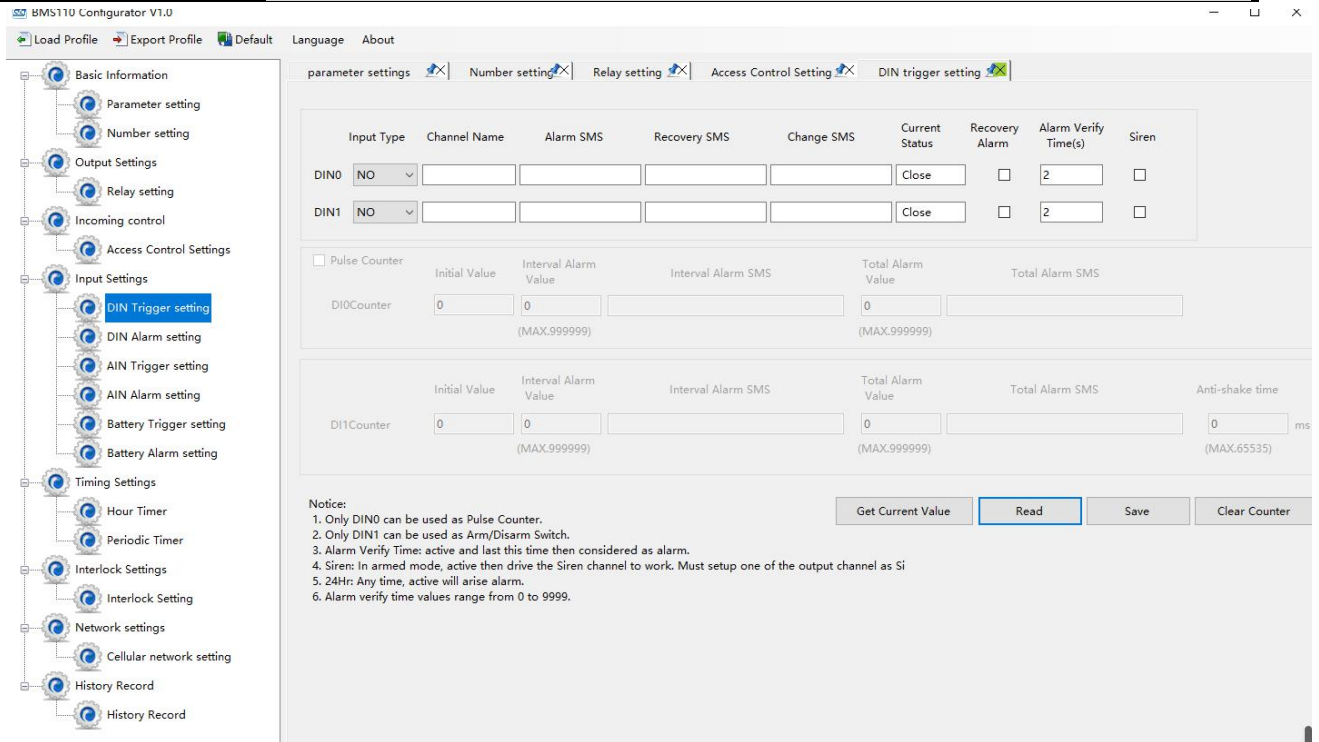 BMS110 Configurator V1.0
Load Profile Export Profile Default Language About
Basic Information
Parameter setting
Number setting
Output Settings
Relay setting
Incoming control
Access Control Settings
Input Settings
DIN Trigger setting
DIN Alarm setting
AIN Trigger setting
AIN Alarm setting
Battery Trigger setting
Battery Alarm setting
Timing Settings
Hour Timer
Periodic Timer
Interlock Settings
Interlock Setting
Network settings
Cellular network setting
History Record
History Record
parameter settings Number setting Relay setting Access Control Setting DIN trigger setting
Input Type Channel Name Alarm SMS Recovery SMS Change SMS Current Status Recovery Alarm Alarm Verify Time(s) Siren
DIN0 NO Close 2
DIN1 NO Close 2
Pulse Counter
Initial Value Interval Alarm Value Interval Alarm SMS Total Alarm Value Total Alarm SMS
DI0Counter 0 0 0
(MAX.999999) (MAX.999999)
Initial Value Interval Alarm Value Interval Alarm SMS Total Alarm Value Total Alarm SMS Anti-shake time
DI1Counter 0 0 0 0 ms
(MAX.999999) (MAX.999999) (MAX.65535)
Get Current Value Read Save Clear Counter
Notice:
1. Only DIN0 can be used as Pulse Counter.
2. Only DIN1 can be used as Arm/Disarm Switch.
3. Alarm Verify Time: active and last this time then considered as alarm.
4. Siren: In armed mode, active then drive the Siren channel to work. Must setup one of the output channel as Si
5. 24Hr: Any time, active will arise alarm.
6. Alarm verify time values range from 0 to 9999.